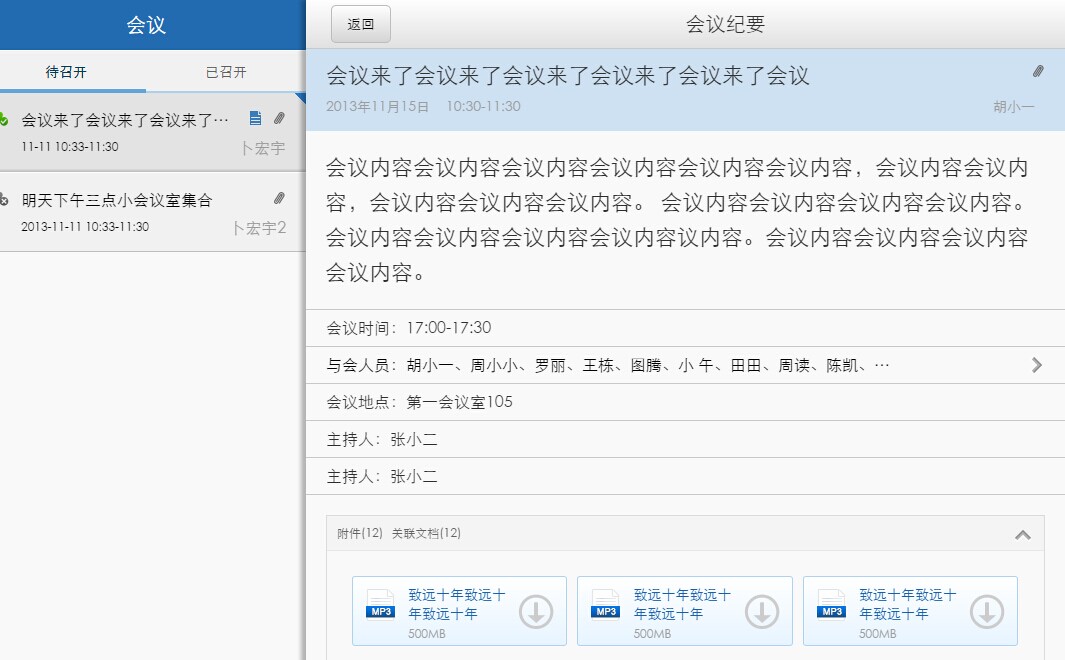 会议
待召开
已召开
会议来了会议来了会议来了…
11-11 10:33-11:30
卜宏宇
明天下午三点小会议室集合
2013-11-11 10:33-11:30
卜宏宇2
返回
会议纪要
会议来了会议来了会议来了会议来了会议来了会议
2013年11月15日 10:30-11:30
胡小一
会议内容会议内容会议内容会议内容会议内容会议内容，会议内容会议内
容，会议内容会议内容会议内容。 会议内容会议内容会议内容会议内容。
会议内容会议内容会议内容会议内容议内容。会议内容会议内容会议内容
会议内容。
会议时间：17:00-17:30
与会人员：胡小一、周小小、罗丽、王栋、图腾、小 午、田田、周读、陈凯、…
会议地点：第一会议室105
主持人：张小二
主持人：张小二
附件(12) 关联文档(12)
MP3
致远十年致远十
年致远十年
500MB
MP3
致远十年致远十
年致远十年
500MB
MP3
致远十年致远十
年致远十年
500MB